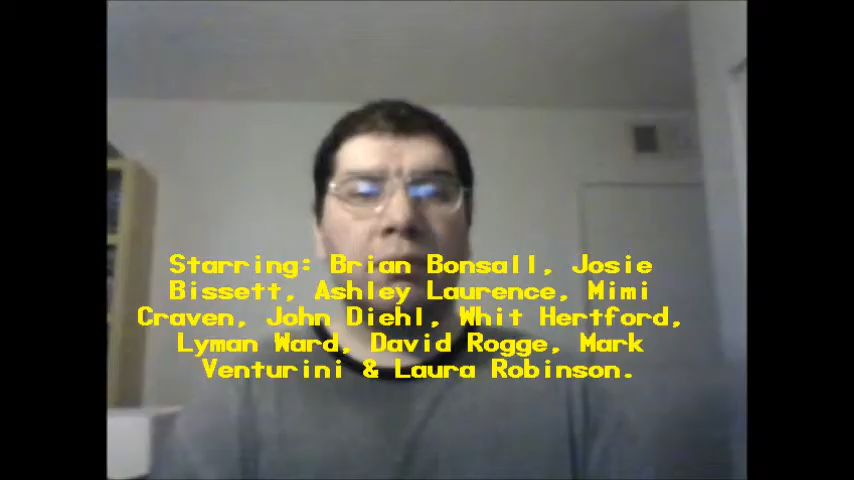 Starring: Brian Bonsall, Josie
Bissett, Ashley Laurence, Mimi
Craven, John Diehl, Whit Hertford,
Lyman Ward, David Rogge, Mark
Venturini & Laura Robinson.